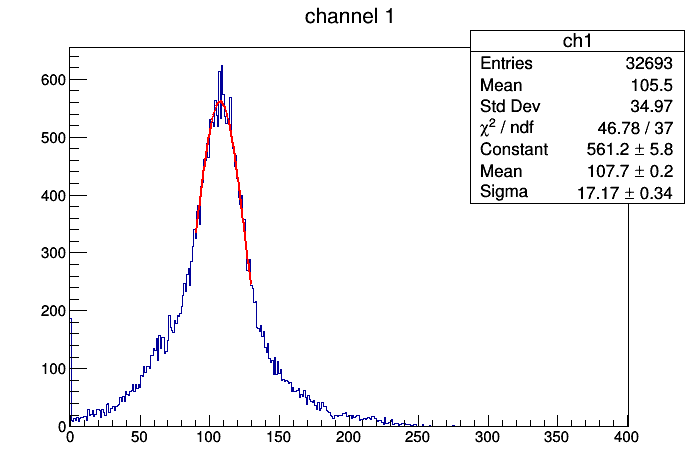 channel 1
ch1
Entries 32693
Mean 105.5
Std Dev 34.97
χ² / ndf 46.78 / 37
Constant 561.2 ± 5.8
Mean 107.7 ± 0.2
Sigma 17.17 ± 0.34
600
500
400
300
200
100
0
0 50 100 150 200 250 300 350 400